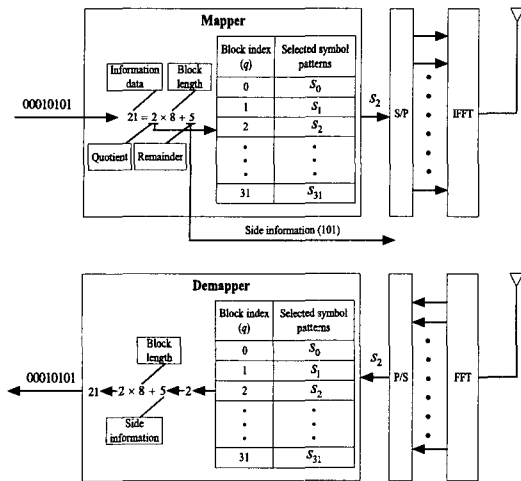 Mapper
Information data
Block length
00010101
21 = 2 × 8 + 5
Quotient
Remainder
Block index (q)
Selected symbol patterns
0 S0
1 S1
2 S2
31 S31
Side information (101)
S2
S/P
IFFT
Demapper
Block length
00010101
21 2 × 8 + 5 2
Side information
Block index (q)
Selected symbol patterns
0 S0
1 S1
2 S2
31 S31
S2
P/S
FFT